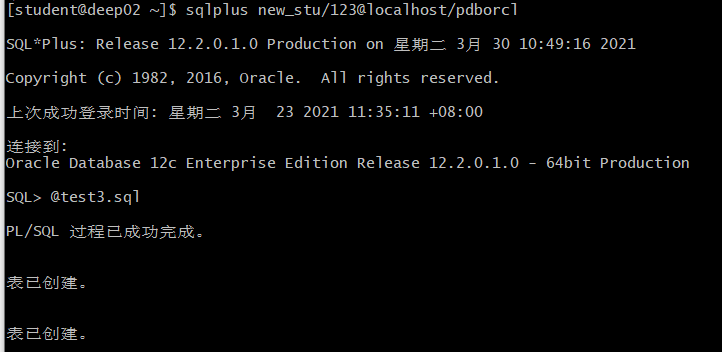 [student@deep02 ~]$ sqlplus new_stu/123@localhost/pdborcl
SQL*Plus: Release 12.2.0.1.0 Production on 星期二 3月 30 10:49:16 2021
Copyright (c) 1982, 2016, Oracle.  All rights reserved.
上次成功登录时间: 星期二 3月  23 2021 11:35:11 +08:00
连接到:
Oracle Database 12c Enterprise Edition Release 12.2.0.1.0 - 64bit Production
SQL> @test3.sql
PL/SQL 过程已成功完成。
表已创建。
表已创建。